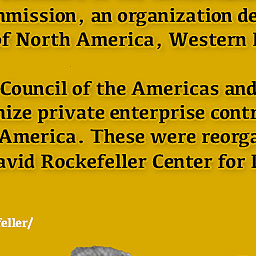 mmission, an organization de
of North America, Western
Council of the Americas and
nize private enterprise contr
America. These were reorga
avid Rockefeller Center for
feller/